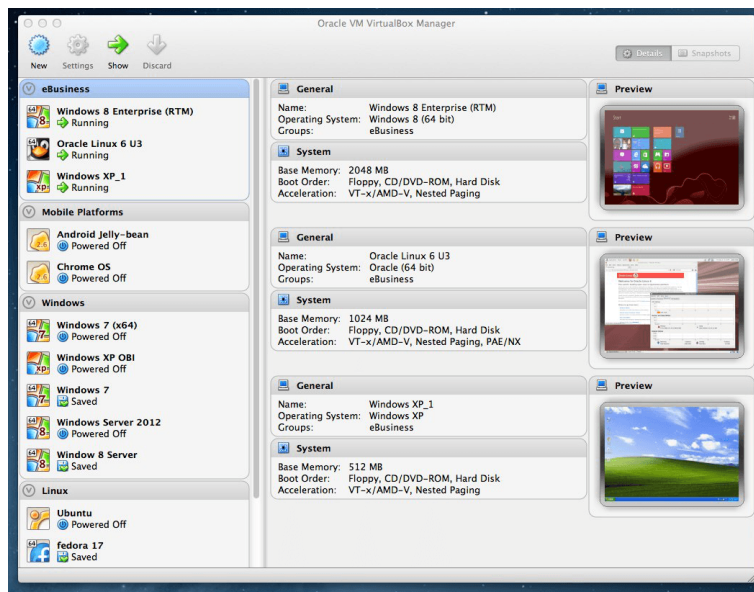 Oracle VM VirtualBox Manager
New Settings Show Discard
Details Snapshots
eBusiness
Windows 8 Enterprise (RTM)
Running
Oracle Linux 6 U3
Running
Windows XP_1
Running
Mobile Platforms
Android Jelly-bean
Powered Off
Chrome OS
Powered Off
Windows
Windows 7 (x64)
Powered Off
Windows XP OBI
Powered Off
Windows 7
Saved
Windows Server 2012
Powered Off
Window 8 Server
Saved
Linux
Ubuntu
Powered Off
fedora 17
Saved
General
Name: Windows 8 Enterprise (RTM)
Operating System: Windows 8 (64 bit)
Groups: eBusiness
System
Base Memory: 2048 MB
Boot Order: Floppy, CD/DVD-ROM, Hard Disk
Acceleration: VT-x/AMD-V, Nested Paging
Preview
General
Name: Oracle Linux 6 U3
Operating System: Oracle (64 bit)
Groups: eBusiness
System
Base Memory: 1024 MB
Boot Order: Floppy, CD/DVD-ROM, Hard Disk
Acceleration: VT-x/AMD-V, Nested Paging, PAE/NX
Preview
General
Name: Windows XP_1
Operating System: Windows XP
Groups: eBusiness
System
Base Memory: 512 MB
Boot Order: Floppy, CD/DVD-ROM, Hard Disk
Acceleration: VT-x/AMD-V, Nested Paging
Preview